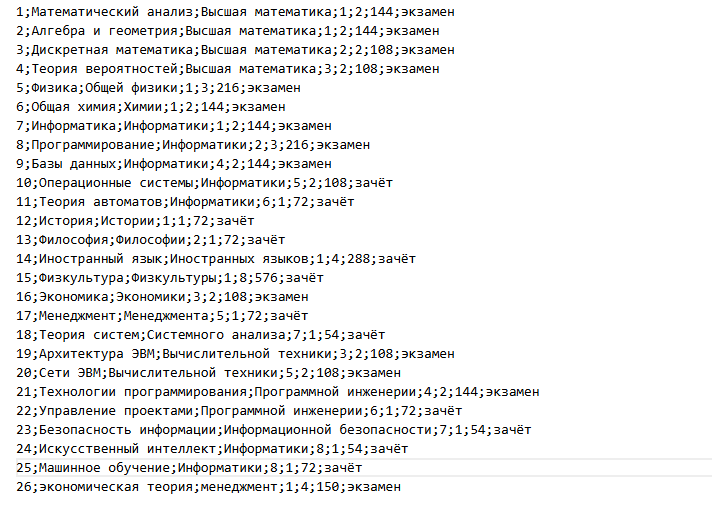 1;Математический анализ;Высшая математика;1;2;144;экзамен
2;Алгебра и геометрия;Высшая математика;1;2;144;экзамен
3;Дискретная математика;Высшая математика;2;2;108;экзамен
4;Теория вероятностей;Высшая математика;3;2;108;экзамен
5;Физика;Общей физики;1;3;216;экзамен
6;Общая химия;Химии;1;2;144;экзамен
7;Информатика;Информатики;1;2;144;экзамен
8;Программирование;Информатики;2;3;216;экзамен
9;Базы данных;Информатики;4;2;144;экзамен
10;Операционные системы;Информатики;5;2;108;зачёт
11;Теория автоматов;Информатики;6;1;72;зачёт
12;История;Истории;1;1;72;зачёт
13;Философия;Философии;2;1;72;зачёт
14;Иностранный язык;Иностранных языков;1;4;288;зачёт
15;Физкультура;Физкультуры;1;8;576;зачёт
16;Экономика;Экономики;3;2;108;экзамен
17;Менеджмент;Менеджмента;5;1;72;зачёт
18;Теория систем;Системного анализа;7;1;54;зачёт
19;Архитектура ЭВМ;Вычислительной техники;3;2;108;экзамен
20;Сети ЭВМ;Вычислительной техники;5;2;108;экзамен
21;Технологии программирования;Программной инженерии;4;2;144;экзамен
22;Управление проектами;Программной инженерии;6;1;72;зачёт
23;Безопасность информации;Информационной безопасности;7;1;54;зачёт
24;Искусственный интеллект;Информатики;8;1;54;зачёт
25;Машинное обучение;Информатики;8;1;72;зачёт
26;экономическая теория;менеджмент;1;4;150;экзамен